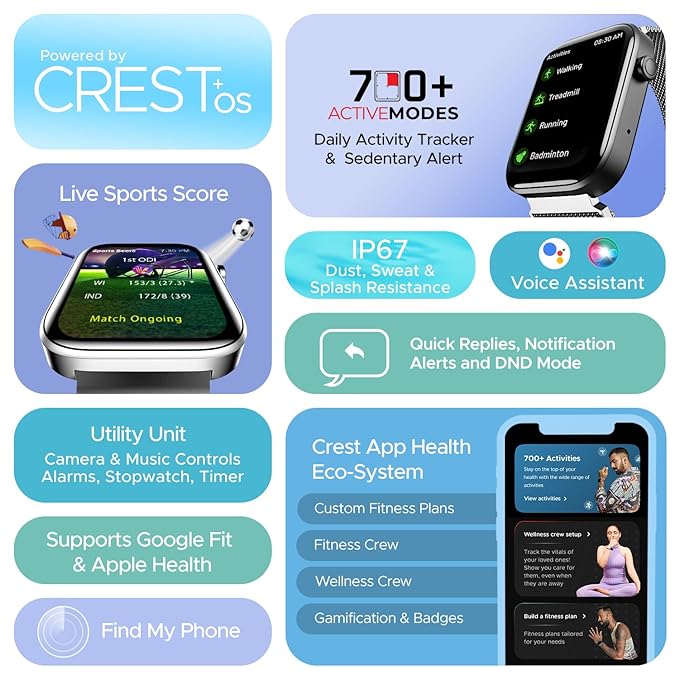 Powered by
CREST+OS
700+
ACTIVEMODES
Daily Activity Tracker
& Sedentary Alert
08:30 AM
Activities
Walking
Treadmill
Running
Badminton
Live Sports Score
Sports Score 7:30 PM
1st ODI
WI 153/3 (27.3) *
IND 172/8 (39)
Match Ongoing
IP67
Dust, Sweat &
Splash Resistance
Voice Assistant
Quick Replies, Notification
Alerts and DND Mode
Utility Unit
Camera & Music Controls
Alarms, Stopwatch, Timer
Supports Google Fit
& Apple Health
Find My Phone
Crest App Health
Eco-System
Custom Fitness Plans
Fitness Crew
Wellness Crew
Gamification & Badges
700+ Activities
Stay on the top of your
health with the wide range of
activities
View activities >
Wellness crew setup >
Track the vitals of
your loved ones!
Show you care for
them, even when
they are away
Build a fitness plan >
Fitness plans tailored
for your needs